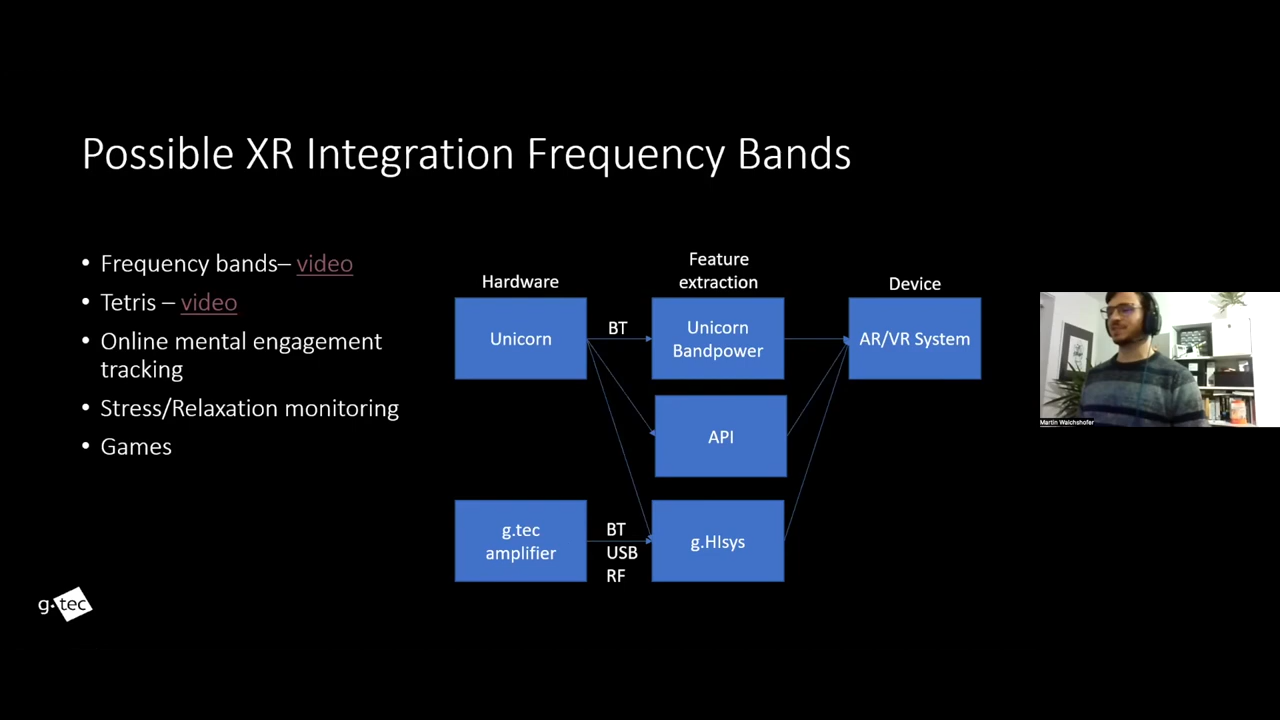 Possible XR Integration Frequency Bands
• Frequency bands– video
• Tetris – video
• Online mental engagement
tracking
• Stress/Relaxation monitoring
• Games
Hardware
Feature
extraction
Device
Unicorn
BT
Unicorn
Bandpower
AR/VR System
API
g.tec
amplifier
BT
USB
RF
g.HIsys
g.tec
Martin Walchshofer